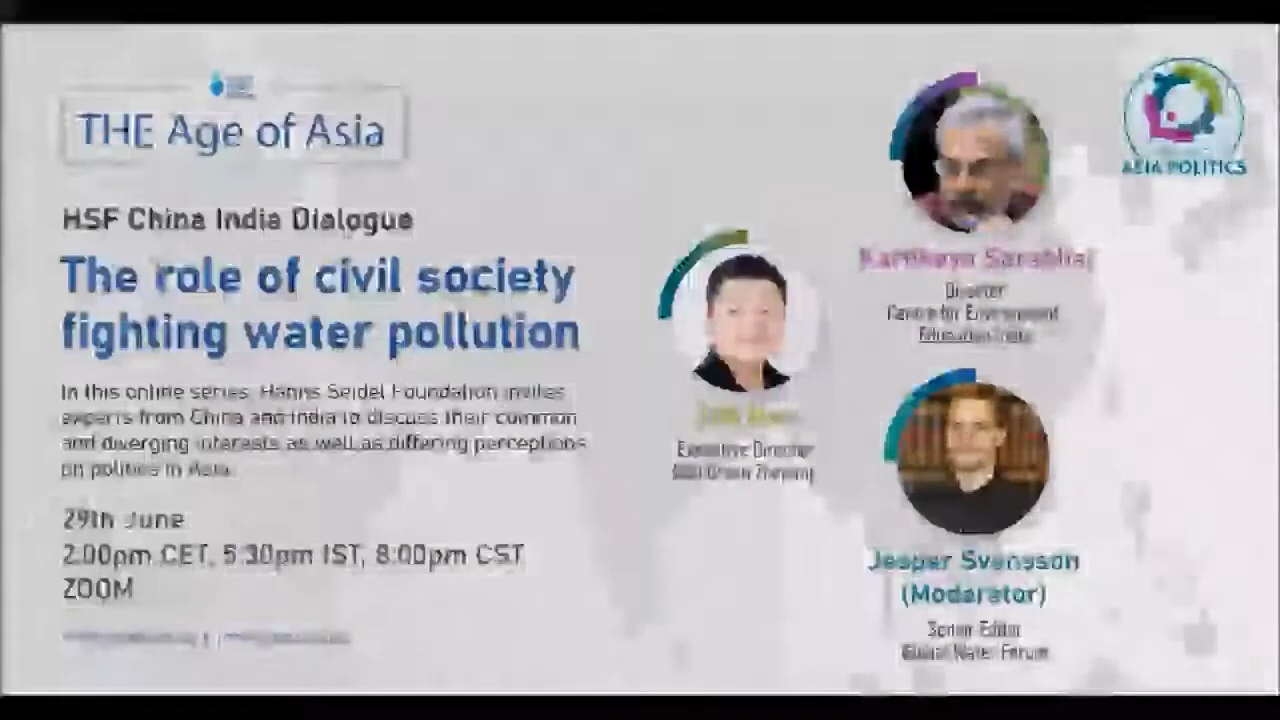 THE Age of Asia
HSF China India Dialogue
The role of civil society
fighting water pollution
In this online series, Hanns Seidel Foundation invites
experts from China and India to discuss their common
and diverging interests as well as differing perceptions
on politics in Asia.
29th June
2.00pm CET, 5:30pm IST, 8:00pm CST
ZOOM
Executive Director
Kartikeya Sarabhai
Director
Centre for Environment
Education India
Jesper Svensson
(Moderator)
Senior Editor
Global Water Forum
ASIA POLITICS